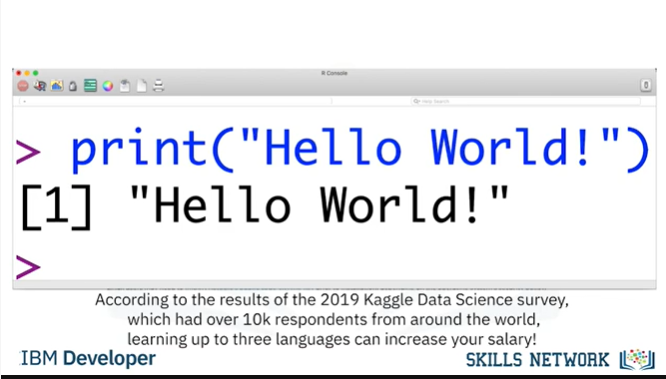 R Console
Help Search
> print("Hello World!")
[1] "Hello World!"
>
According to the results of the 2019 Kaggle Data Science survey,
which had over 10k respondents from around the world,
learning up to three languages can increase your salary!
IBM Developer
SKILLS NETWORK